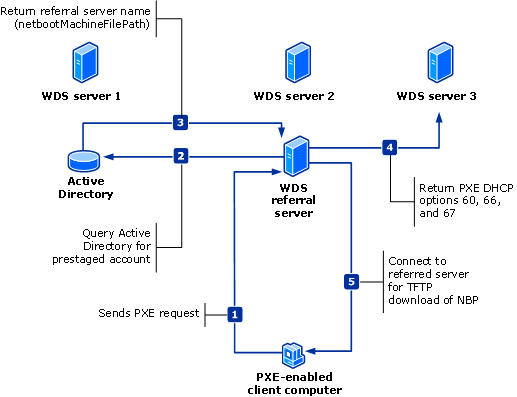 Return referral server name
(netbootMachineFilePath)
WDS server 1
WDS server 2
WDS server 3
3
2
4
Active
Directory
WDS
referral
server
Return PXE DHCP
options 60, 66,
and 67
Query Active
Directory for
prestaged account
Connect to
referred server
for TFTP
download of NBP
5
Sends PXE request
1
PXE-enabled
client computer